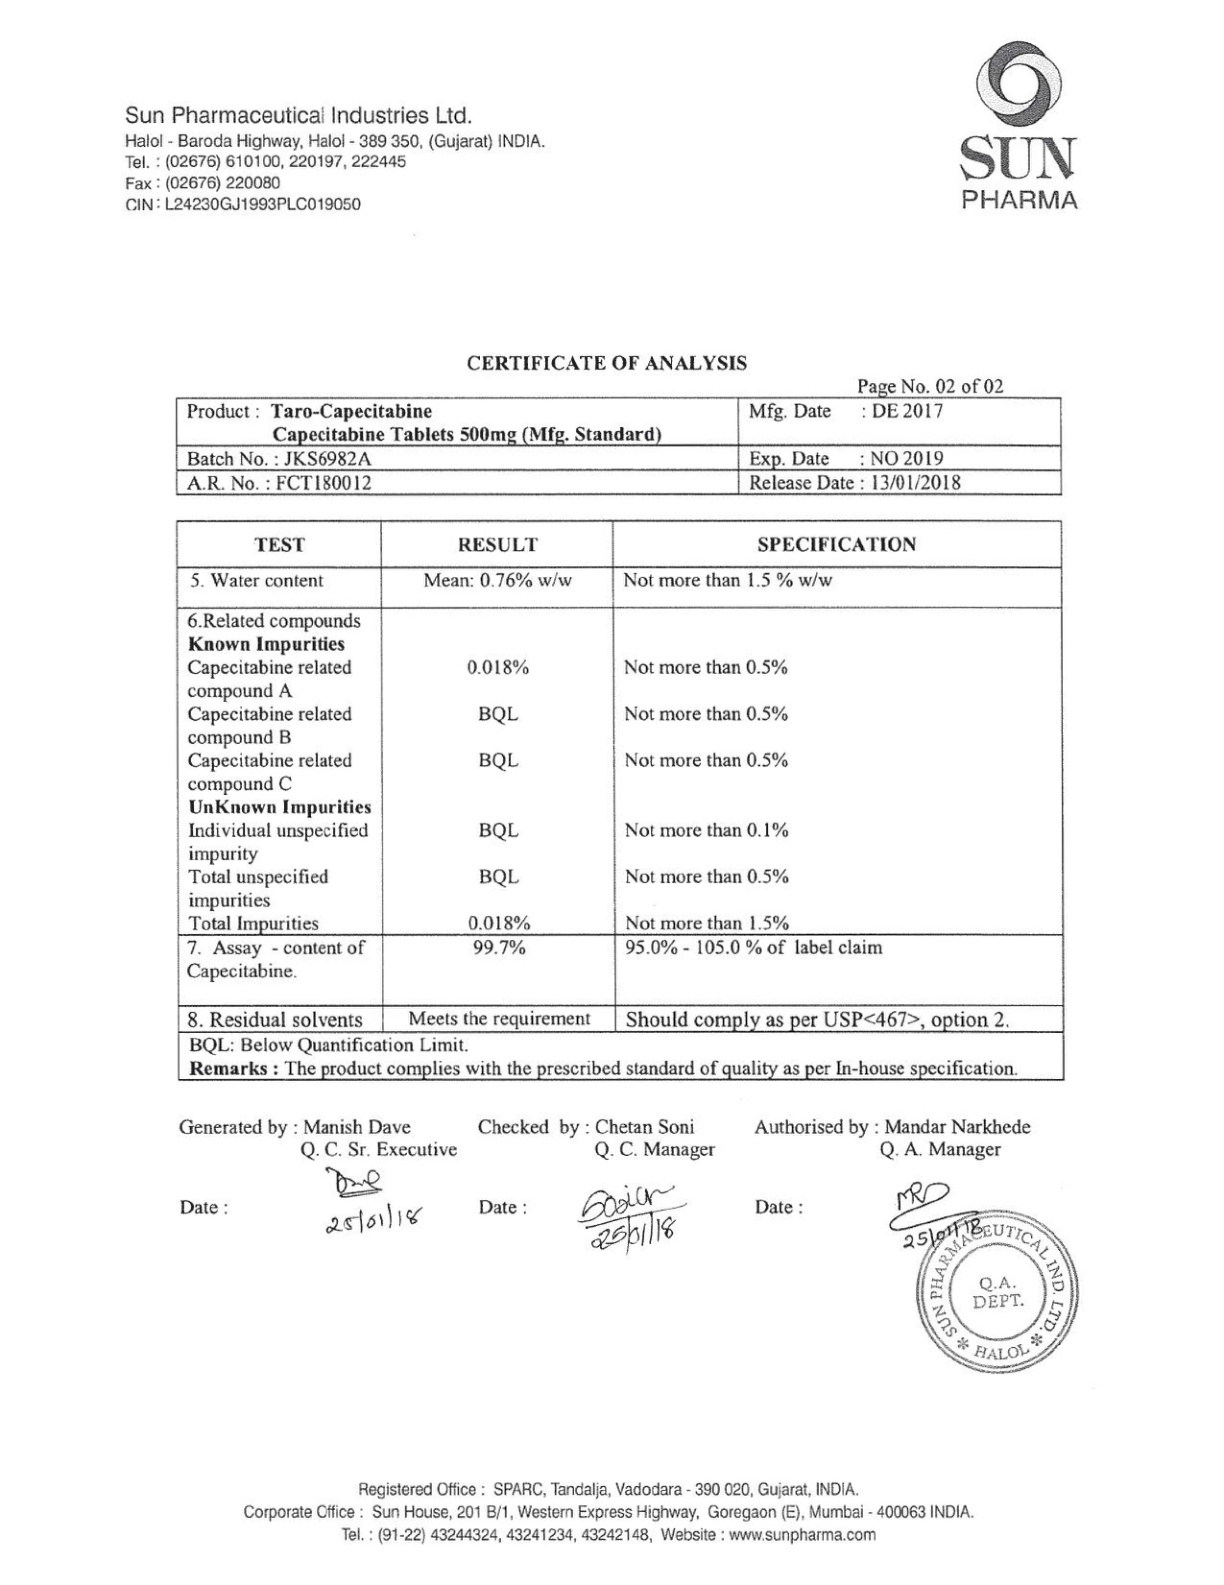 Sun Pharmaceutical Industries Ltd.
Halol - Baroda Highway, Halol - 389 350, (Gujarat) INDIA.
Tel. : (02676) 610100, 220197, 222445
Fax : (02676) 220080
CIN : L24230GJ1993PLC019050
SUN
PHARMA
CERTIFICATE OF ANALYSIS
Page No. 02 of 02
Product : Taro-Capecitabine
Capecitabine Tablets 500mg (Mfg. Standard)
Mfg. Date : DE 2017
Batch No. : JKS6982A
Exp. Date : NO 2019
A.R. No. : FCT180012
Release Date : 13/01/2018
TEST RESULT SPECIFICATION
5. Water content Mean: 0.76% w/w Not more than 1.5 % w/w
6.Related compounds
Known Impurities
Capecitabine related 0.018% Not more than 0.5%
compound A
Capecitabine related BQL Not more than 0.5%
compound B
Capecitabine related BQL Not more than 0.5%
compound C
UnKnown Impurities
Individual unspecified BQL Not more than 0.1%
impurity
Total unspecified BQL Not more than 0.5%
impurities
Total Impurities 0.018% Not more than 1.5%
7. Assay - content of 99.7% 95.0% - 105.0 % of label claim
Capecitabine.
8. Residual solvents Meets the requirement Should comply as per USP<467>, option 2.
BQL: Below Quantification Limit.
Remarks : The product complies with the prescribed standard of quality as per In-house specification.
Generated by : Manish Dave Checked by : Chetan Soni Authorised by : Mandar Narkhede
Q. C. Sr. Executive Q. C. Manager Q. A. Manager
Date : 25/01/18 Date : 25/01/18 Date : 25/01/18
SUN PHARMACEUTICAL IND. LTD.
Q.A.
DEPT.
* HALOL *
Registered Office : SPARC, Tandalja, Vadodara - 390 020, Gujarat, INDIA.
Corporate Office : Sun House, 201 B/1, Western Express Highway, Goregaon (E), Mumbai - 400063 INDIA.
Tel. : (91-22) 43244324, 43241234, 43242148, Website : www.sunpharma.com